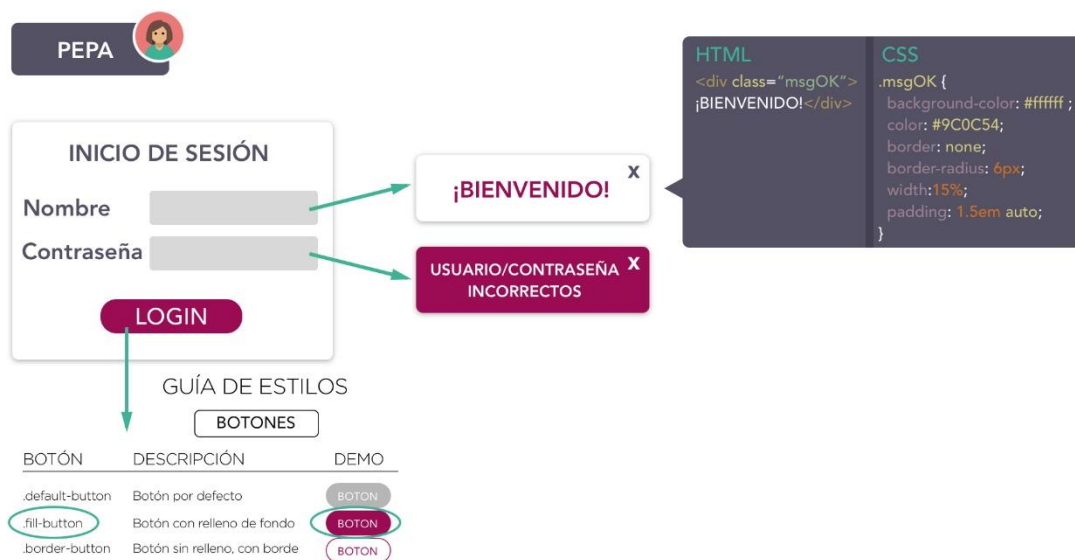 PEPA
INICIO DE SESIÓN
Nombre
Contraseña
LOGIN
¡BIENVENIDO!
X
USUARIO/CONTRASEÑA
INCORRECTOS
X
HTML
<div class=“msgOK”>
¡BIENVENIDO!</div>
CSS
.msgOK {
background-color: #ffffff ;
color: #9C0C54;
border: none;
border-radius: 6px;
width:15%;
padding: 1.5em auto;
}
GUÍA DE ESTILOS
BOTONES
BOTÓN DESCRIPCIÓN DEMO
.default-button Botón por defecto BOTON
.fill-button Botón con relleno de fondo BOTON
.border-button Botón sin relleno, con borde BOTON